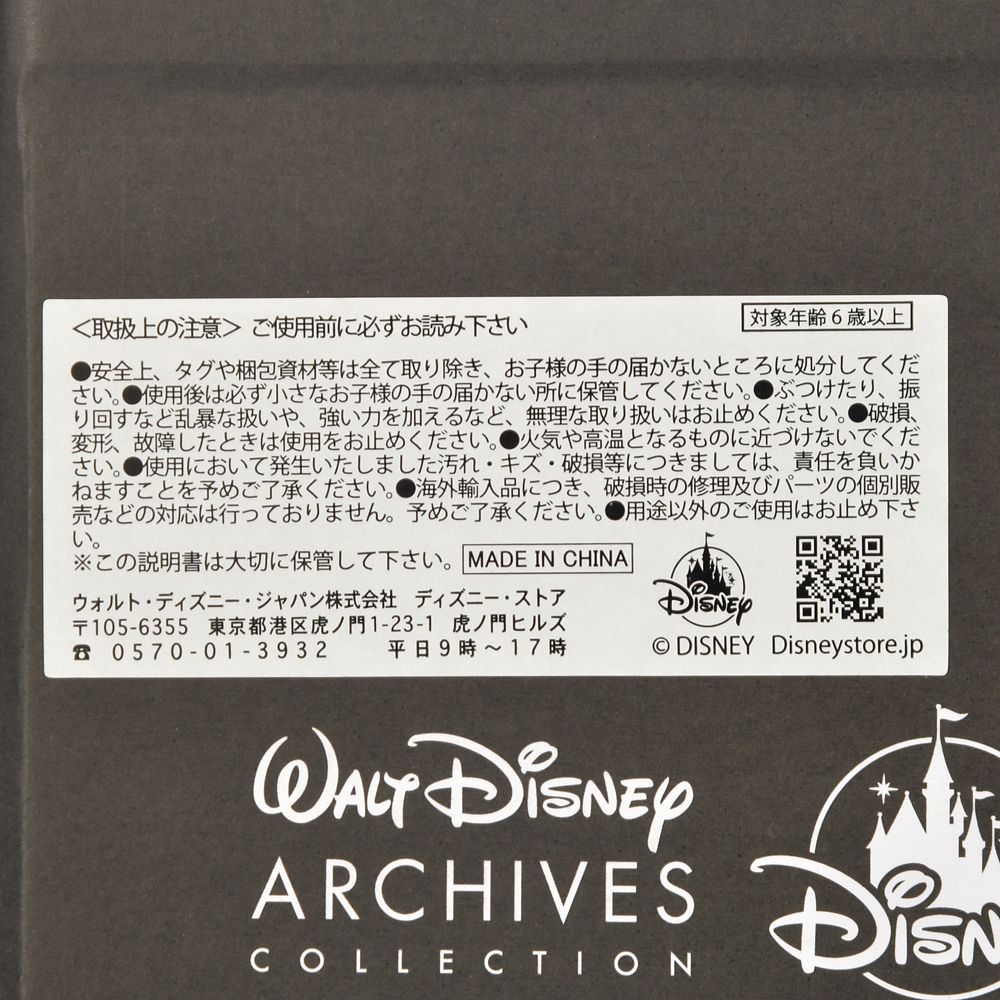 ＜取扱上の注意＞ ご使用前に必ずお読み下さい
対象年齢６歳以上
●安全上、タグや梱包資材等は全て取り除き、お子様の手の届かないところに処分してくだ
さい。●使用後は必ず小さなお子様の手の届かない所に保管してください。●ぶつけたり、振
り回すなど乱暴な扱いや、強い力を加えるなど、無理な取り扱いはお止めください。●破損、
変形、故障したときは使用をお止めください。●火気や高温となるものに近づけないでくだ
さい。●使用において発生いたしました汚れ・キズ・破損等につきましては、責任を負いか
ねますことを予めご了承ください。●海外輸入品につき、破損時の修理及びパーツの個別販
売などの対応は行っておりません。予めご了承ください。●用途以外のご使用はお止め下さ
い。
※この説明書は大切に保管して下さい。 MADE IN CHINA
ウォルト・ディズニー・ジャパン株式会社 ディズニー・ストア
〒105-6355 東京都港区虎ノ門1-23-1 虎ノ門ヒルズ
☎ 0570-01-3932 平日９時～17時
DISNEY
© DISNEY Disneystore.jp
WALT DISNEY
ARCHIVES
COLLECTION
DISN